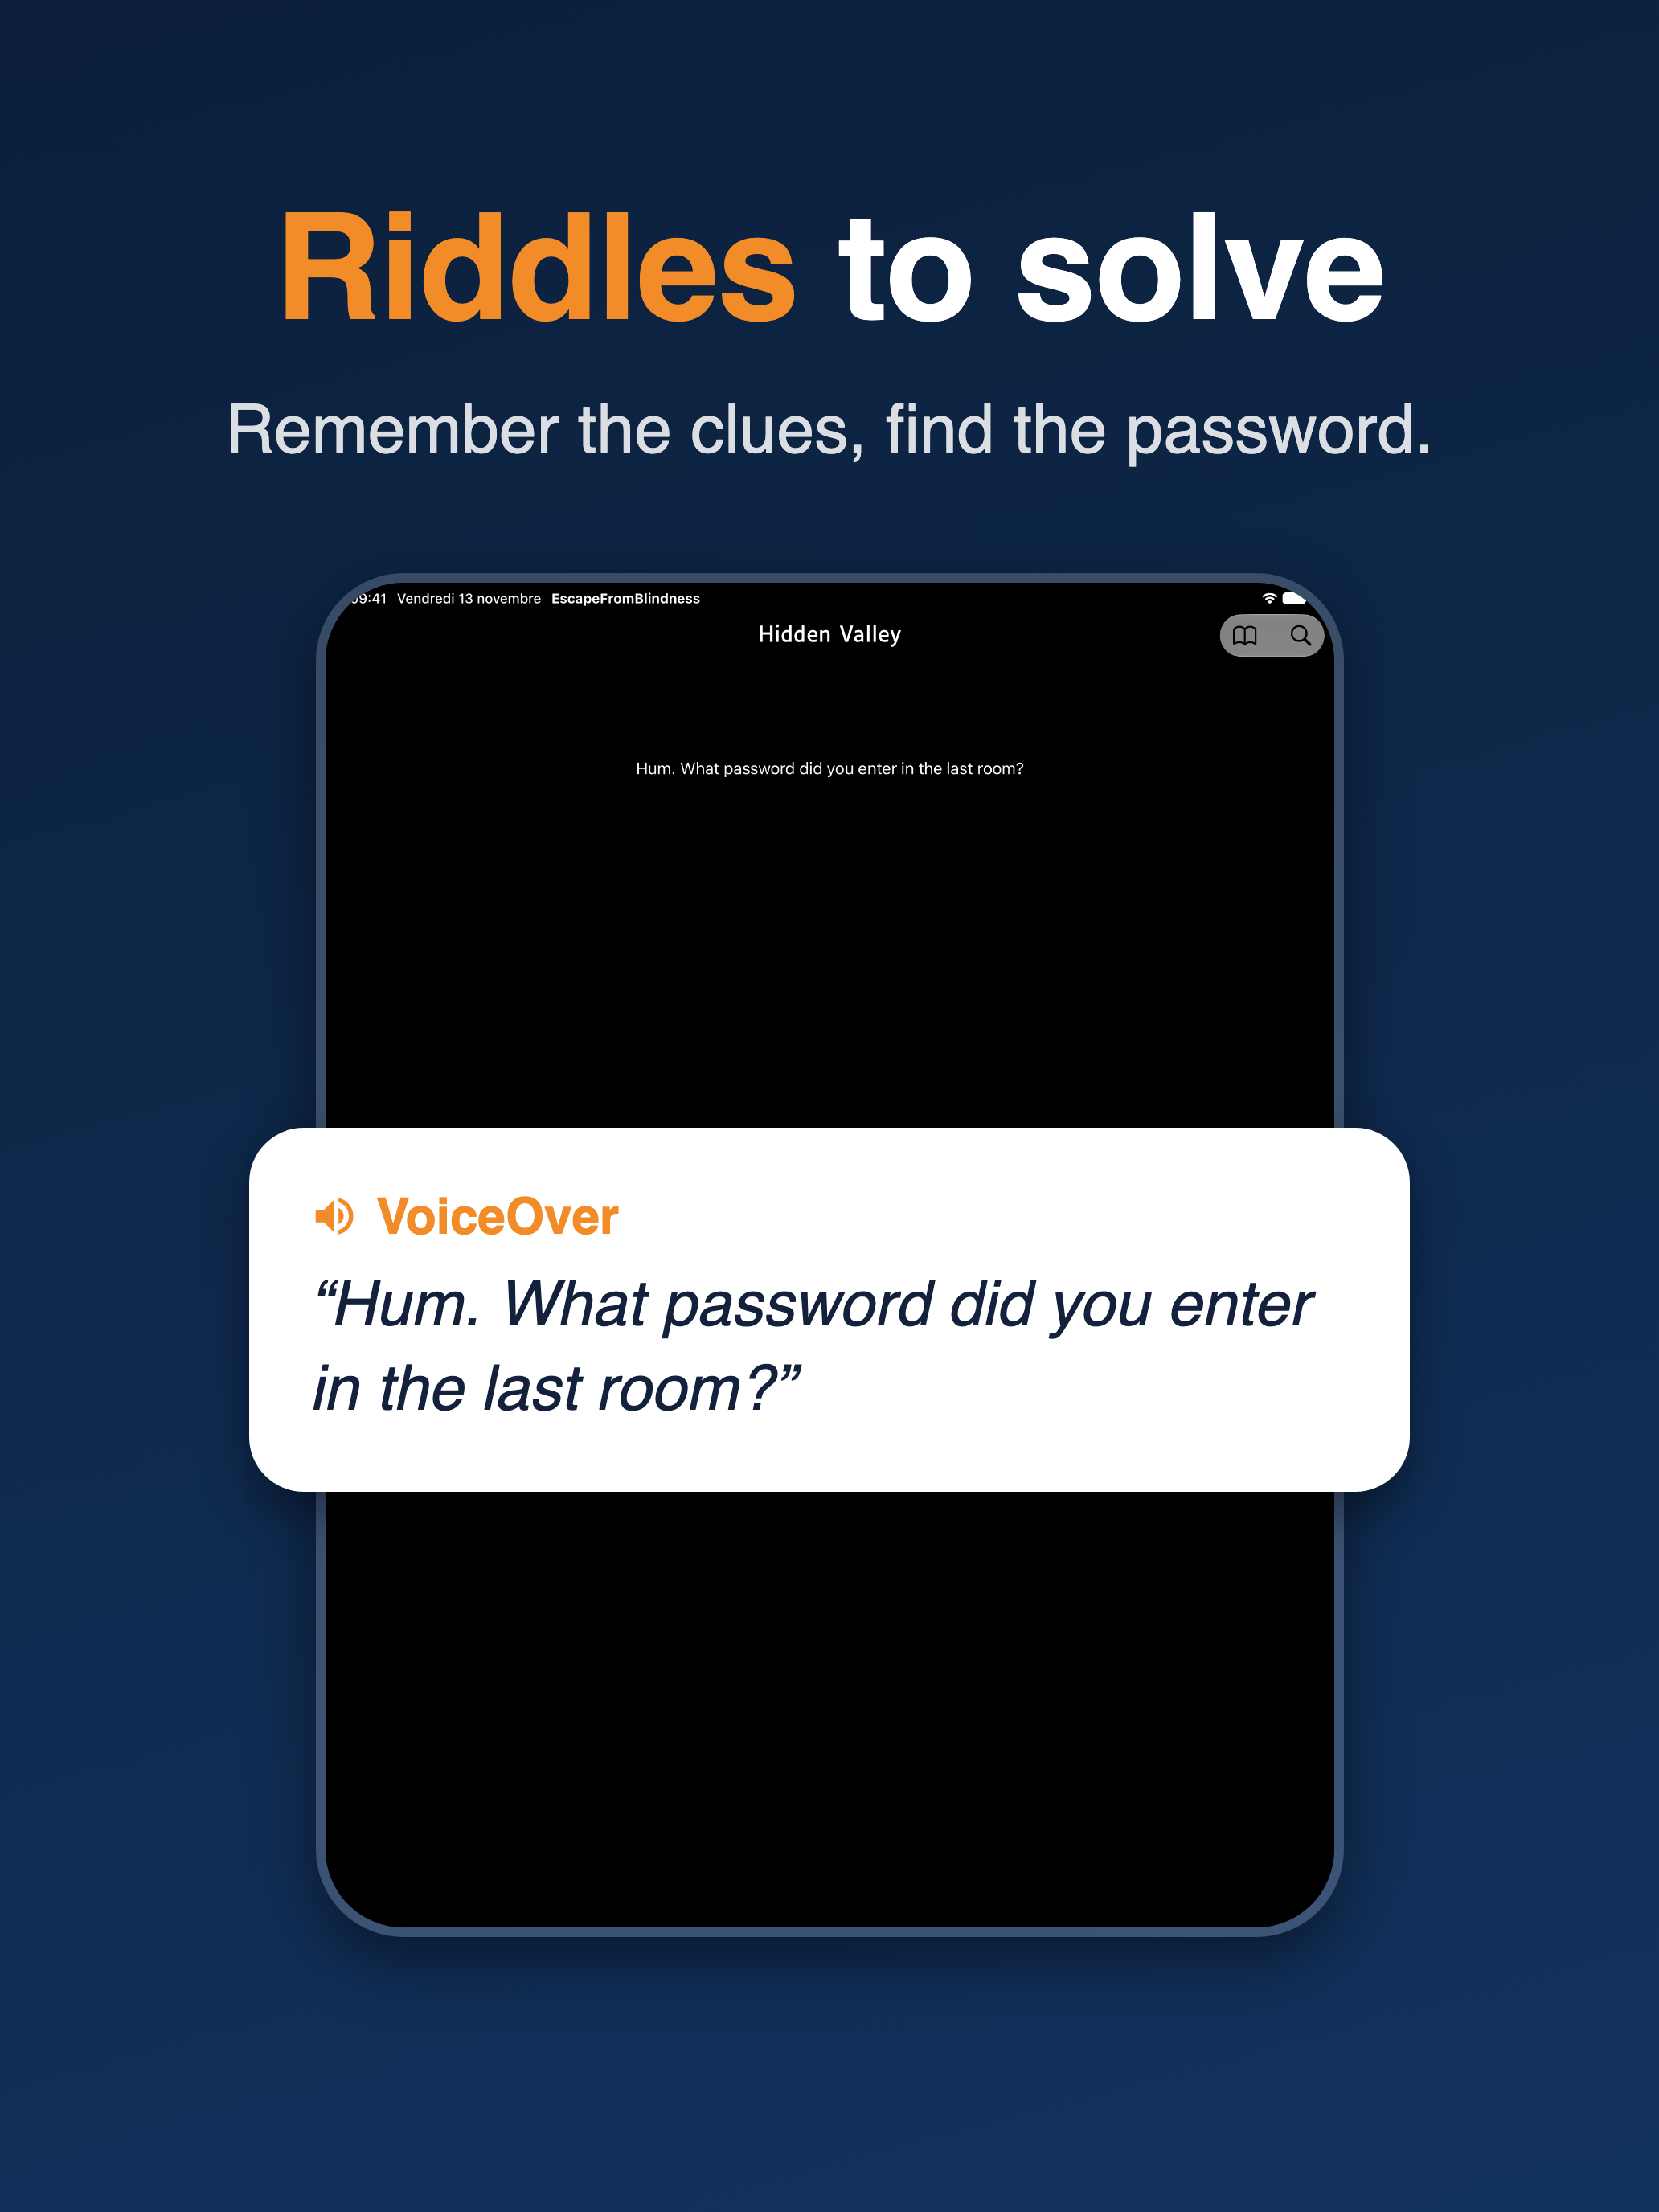 Riddles to solve
Remember the clues, find the password.
09:41 Vendredi 13 novembre EscapeFromBlindness
Hidden Valley
Hum. What password did you enter in the last room?
VoiceOver
“Hum. What password did you enter
in the last room?”